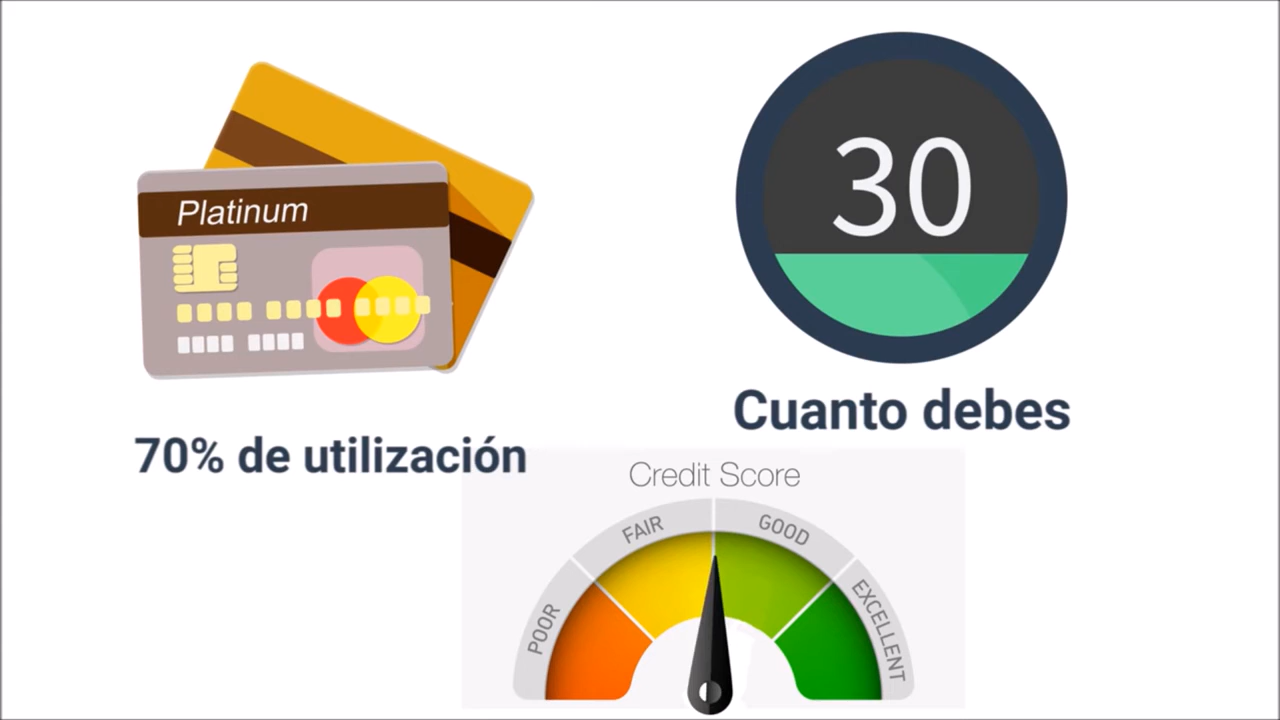 Platinum
70% de utilización
30
Cuanto debes
Credit Score
POOR
FAIR
GOOD
EXCELLENT